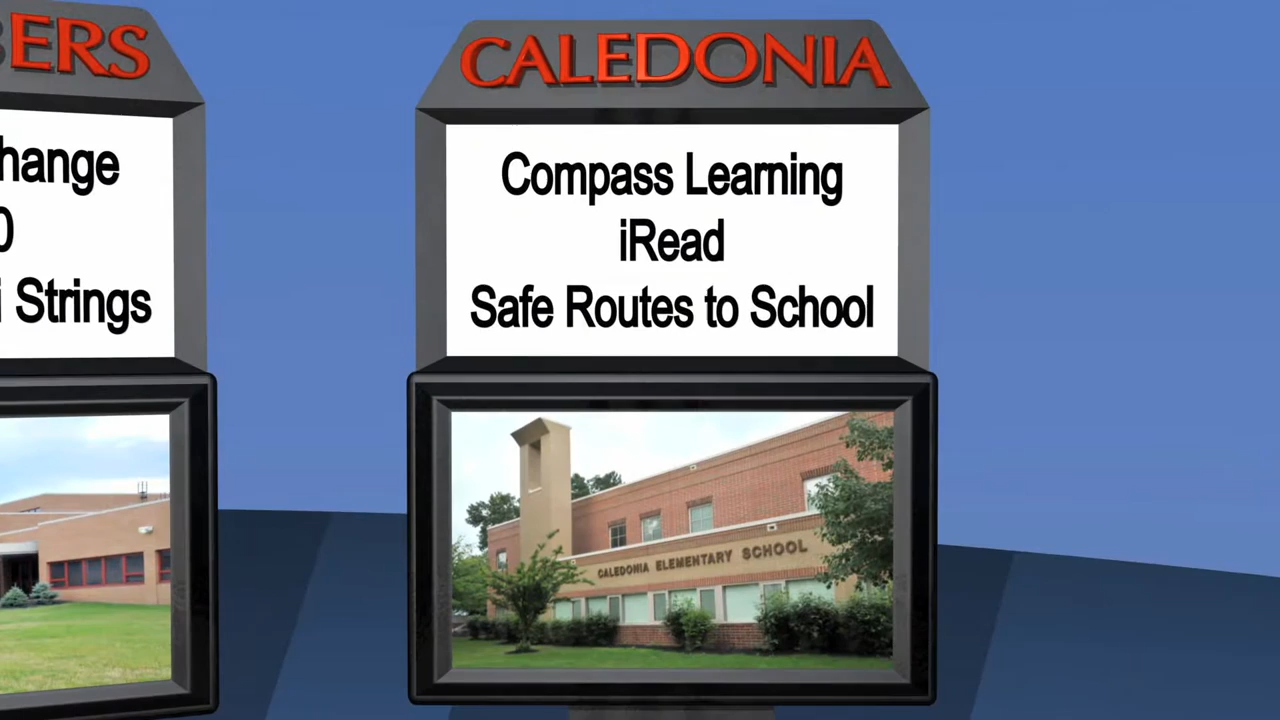 CALEDONIA
Compass Learning
iRead
Safe Routes to School
CALEDONIA ELEMENTARY SCHOOL
ERS
hange
0
i Strings